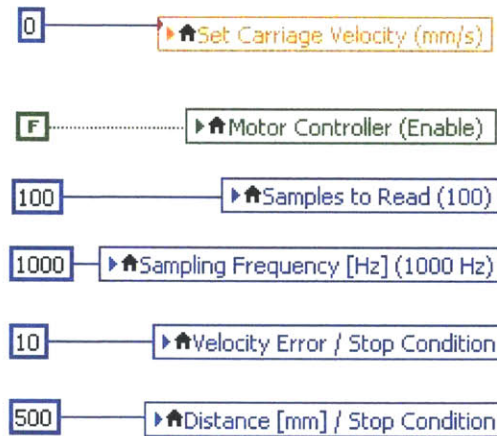 0 Set Carriage Velocity (mm/s)
F Motor Controller (Enable)
100 Samples to Read (100)
1000 Sampling Frequency [Hz] (1000 Hz)
10 Velocity Error / Stop Condition
500 Distance [mm] / Stop Condition